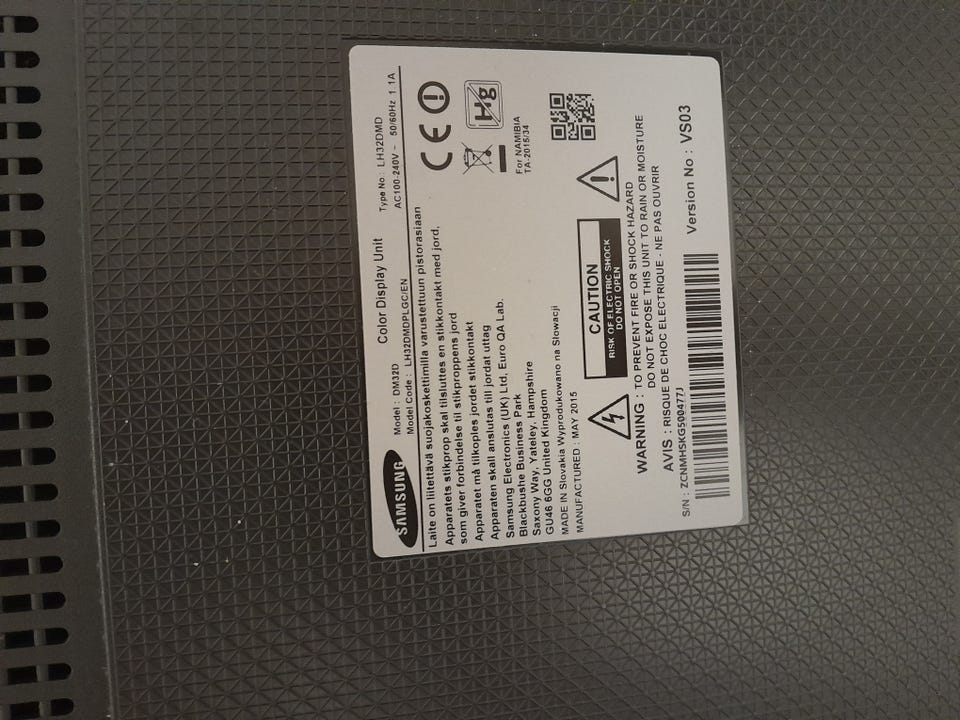 SAMSUNG
Color Display Unit
Model : DM32D
Type No : LH32DMD
Model Code : LH32DMDPLGC/EN
AC100-240V ~ 50/60Hz 1.1A
Laite on liitettävä suojakoskettimilla varustettuun pistorasiaan
Apparatets stikprop skal tilsluttes en stikkontakt med jord,
som giver forbindelse til stikproppens jord
Apparatet må tilkoples jordet stikkontakt
Apparaten skall anslutas till jordat uttag
Samsung Electronics (UK) Ltd, Euro QA Lab.
Blackbushe Business Park
Saxony Way, Yateley, Hampshire
GU46 6GG United Kingdom
MADE IN Slovakia Wyprodukowano na Słowacji
MANUFACTURED : MAY 2015
CE
Hg
For NAMIBIA
TA-2015/34
CAUTION
RISK OF ELECTRIC SHOCK
DO NOT OPEN
WARNING : TO PREVENT FIRE OR SHOCK HAZARD
DO NOT EXPOSE THIS UNIT TO RAIN OR MOISTURE
AVIS : RISQUE DE CHOC ELECTRIQUE - NE PAS OUVRIR
S/N : ZCNMHSKG500477J
Version No : VS03